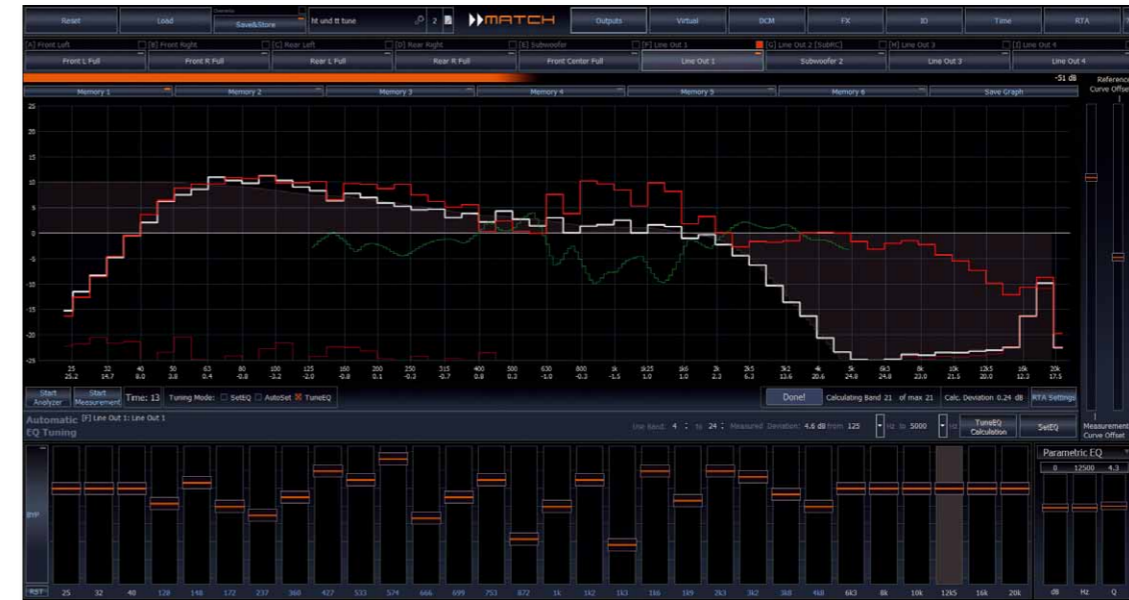 Reset Load Save&Store ht und tt tune 2 MATCH Outputs Virtual DCM FX IO Time RTA
[A] Front Left [B] Front Right [C] Rear Left [D] Rear Right [E] Subwoofer [F] Line Out 1 [G] Line Out 2 [SubRC] [H] Line Out 3 [I] Line Out 4
Front L Full Front R Full Rear L Full Rear R Full Front Center Full Line Out 1 Subwoofer 2 Line Out 3 Line Out 4
-51 dB Reference
Memory 1 Memory 2 Memory 3 Memory 4 Memory 5 Memory 6 Save Graph Curve Offset
25
20
15
10
5
0
-5
-10
-15
-20
-25
25 32 40 50 63 80 100 125 160 200 250 315 400 500 630 800 1k 1k25 1k6 2k 2k5 3k2 4k 5k 6k3 8k 10k 12k5 16k 20k
25.2 14.7 8.0 3.8 0.4 -0.8 -3.2 -2.0 -0.8 0.1 -0.3 -0.7 0.8 0.3 -1.0 -0.3 -1.5 1.0 1.6 2.3 6.3 13.6 20.6 24.8 24.8 23.0 21.5 20.0 12.3 17.5
Start Analyzer Start Measurement Time: 13 Tuning Mode: SetEQ AutoSet TuneEQ Done! Calculating Band 21 of max 21 Calc. Deviation 0.24 dB RTA Settings
Automatic EQ Tuning [F] Line Out 1: Line Out 1 Use Band: 4 to 24 Measured Deviation: 4.6 dB from 125 Hz to 5000 Hz TuneEQ Calculation SetEQ Measurement Curve Offset
Parametric EQ
0 12500 4.3
BYP
RST 25 32 40 128 148 172 237 360 427 533 574 666 699 753 872 1k 1k2 1k3 1k6 1k9 2k3 3k2 3k8 4k8 6k3 8k 10k 12k5 16k 20k dB Hz Q